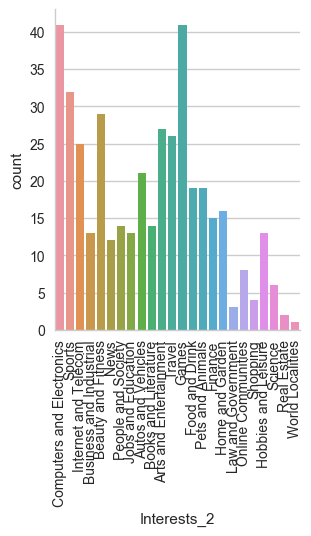 40
35
30
25
20
15
10
5
0
count
Computers and Electronics
Sports
Internet and Telecom
Business and Industrial
Beauty and Fitness
News
People and Society
Jobs and Education
Autos and Vehicles
Books and Literature
Arts and Entertainment
Travel
Games
Food and Drink
Pets and Animals
Finance
Home and Garden
Law and Government
Online Communities
Shopping
Hobbies and Leisure
Science
Real Estate
World Localities
Interests_2